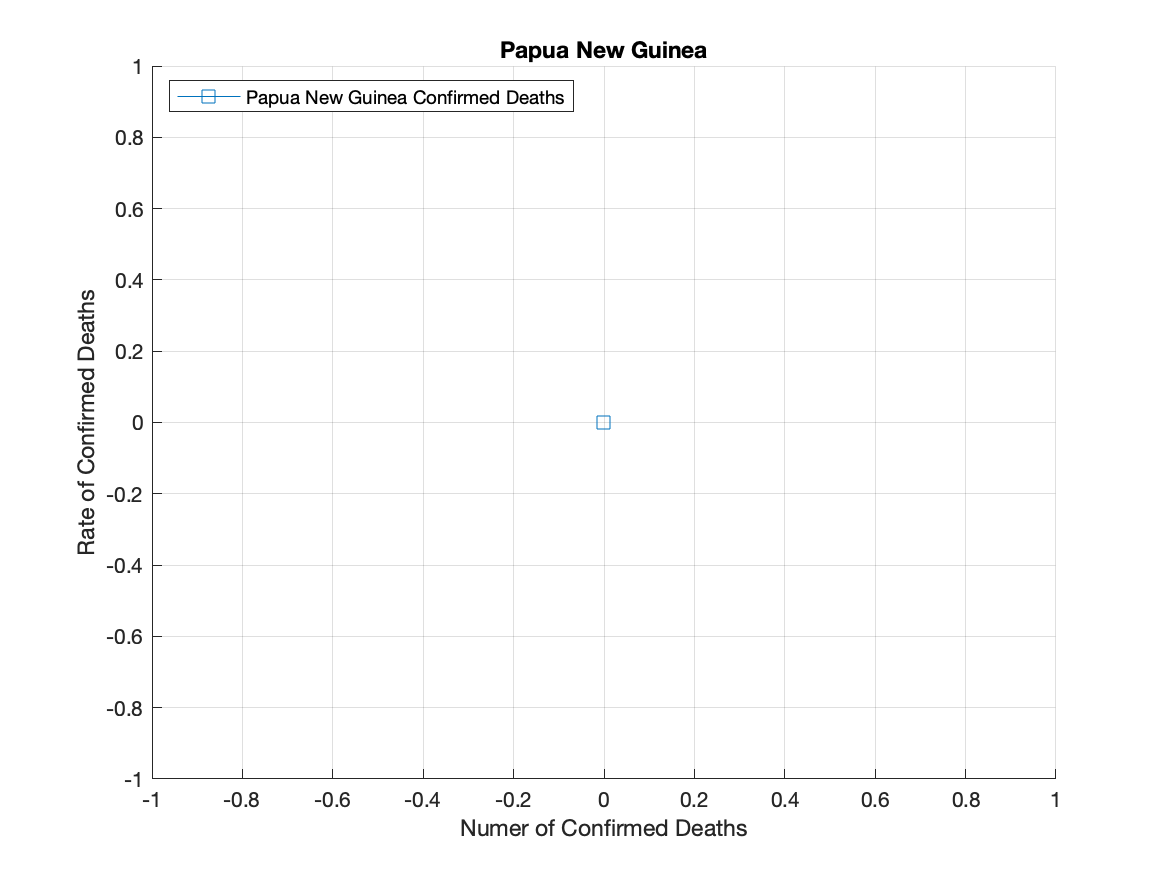 Papua New Guinea
Papua New Guinea Confirmed Deaths
1
0.8
0.6
0.4
0.2
0
-0.2
-0.4
-0.6
-0.8
-1
Rate of Confirmed Deaths
-1 -0.8 -0.6 -0.4 -0.2 0 0.2 0.4 0.6 0.8 1
Numer of Confirmed Deaths